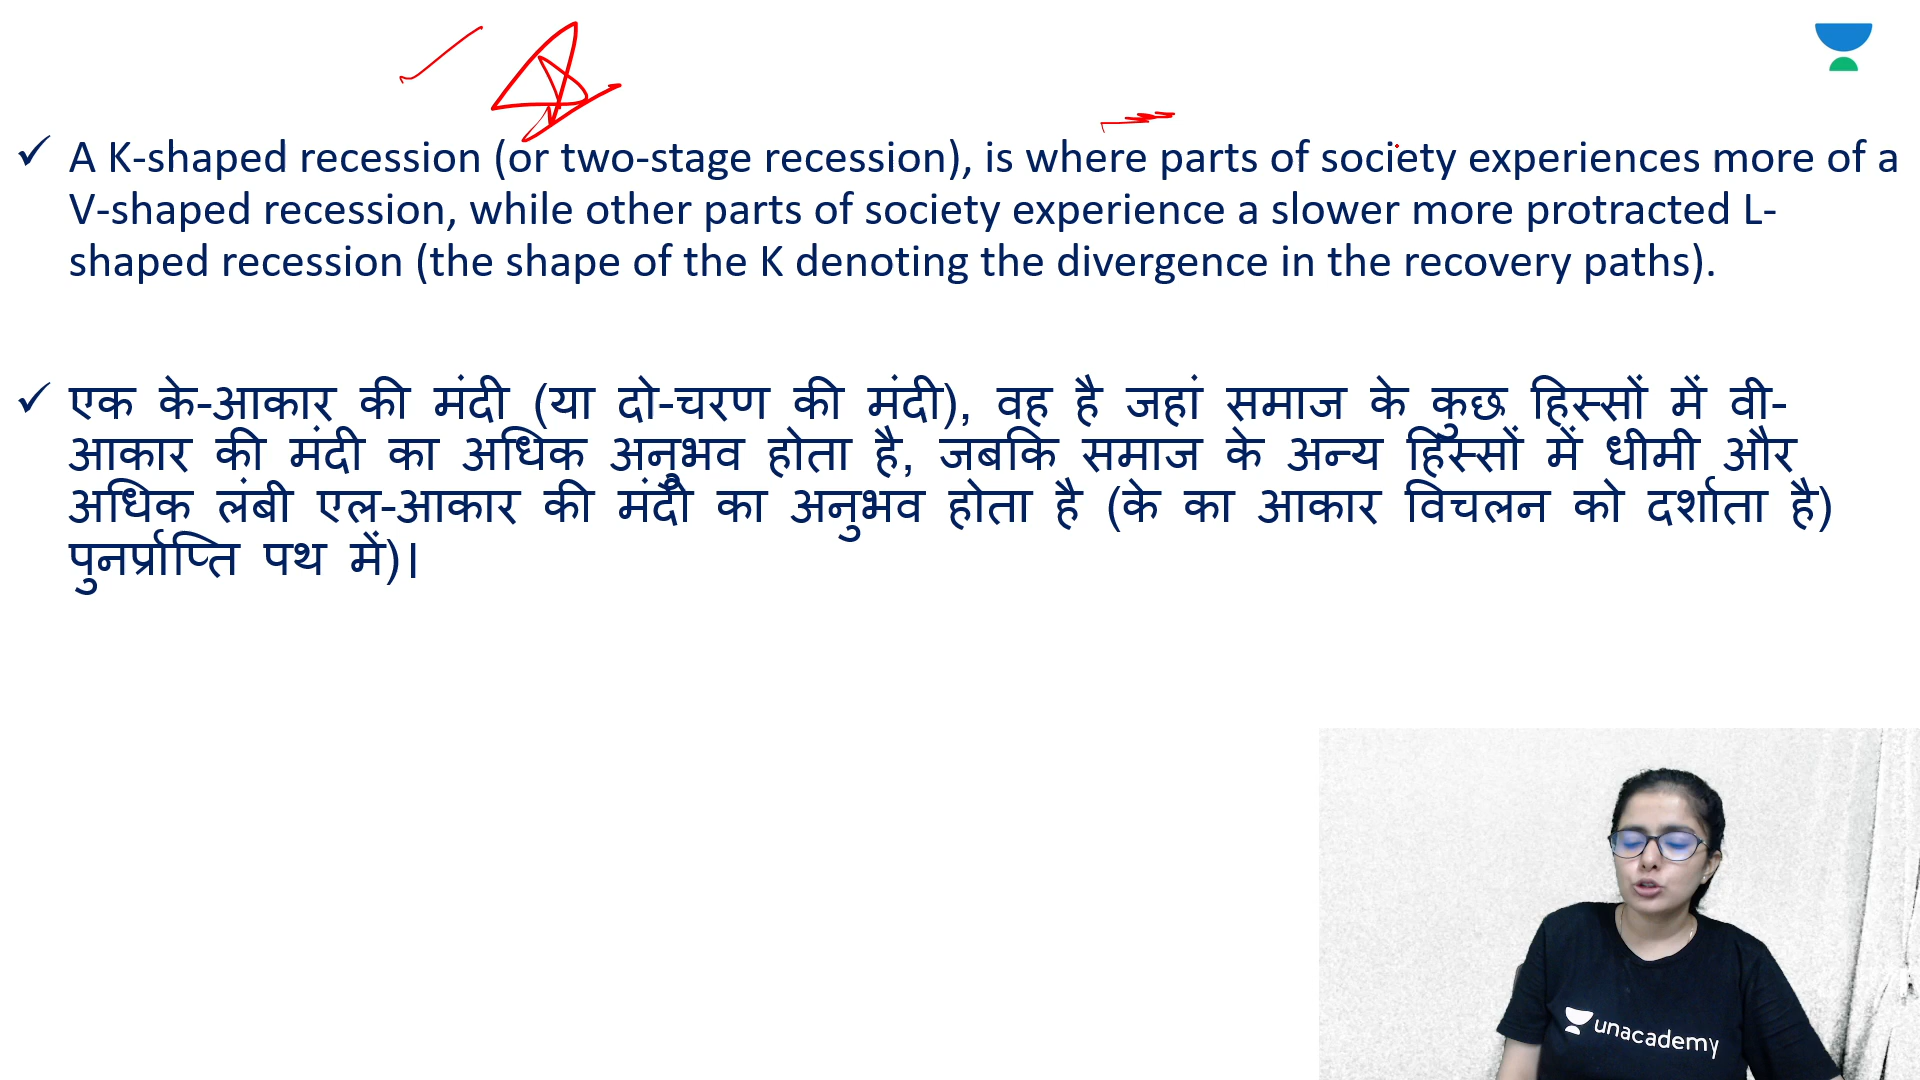 ✓ A K-shaped recession (or two-stage recession), is where parts of society experiences more of a
V-shaped recession, while other parts of society experience a slower more protracted L-
shaped recession (the shape of the K denoting the divergence in the recovery paths).
✓ एक के-आकार की मंदी (या दो-चरण की मंदी), वह है जहां समाज के कुछ हिस्सों में वी-
आकार की मंदी का अधिक अनुभव होता है, जबकि समाज के अन्य हिस्सों में धीमी और
अधिक लंबी एल-आकार की मंदी का अनुभव होता है (के का आकार विचलन को दर्शाता है)
पुनर्प्राप्ति पथ में)।
unacademy